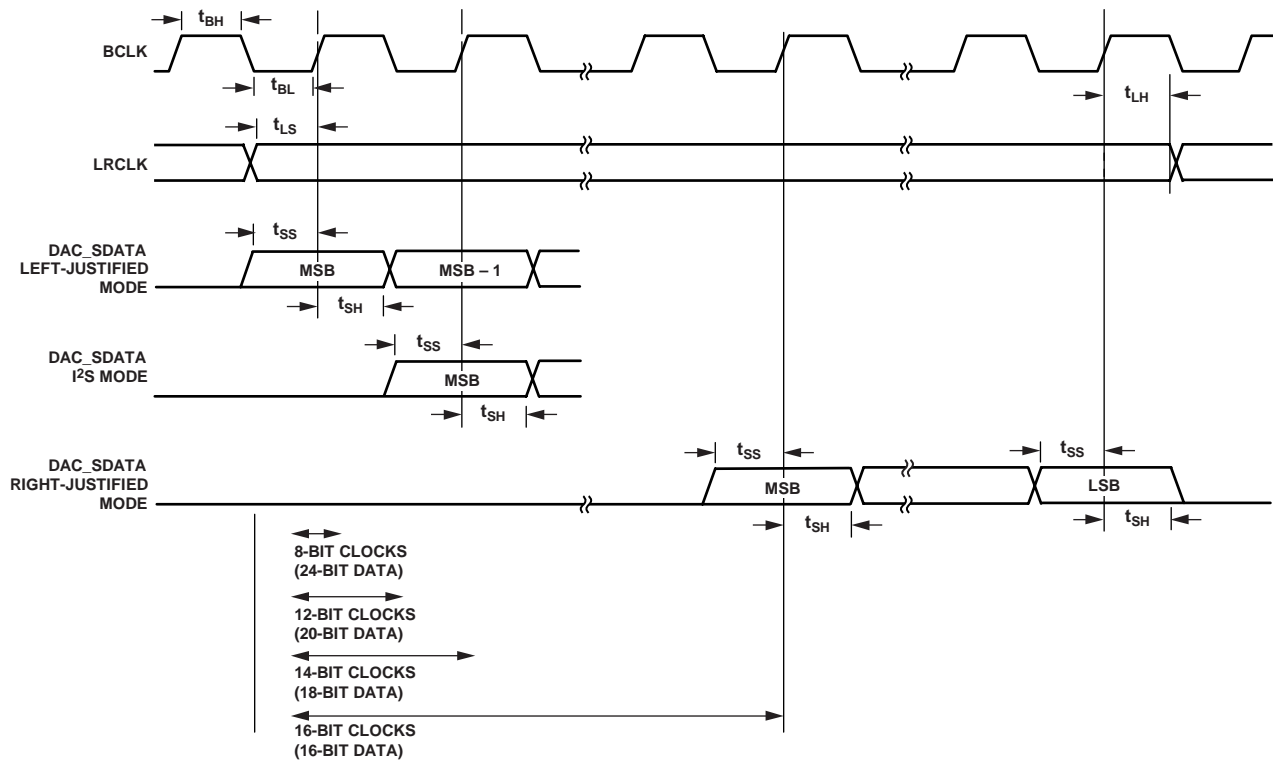 tBH
BCLK
tBL
tLH
tLS
LRCLK
tSS
DAC_SDATA
LEFT-JUSTIFIED
MODE
MSB
MSB – 1
tSH
tSS
DAC_SDATA
I²S MODE
MSB
tSH
tSS
tSS
DAC_SDATA
RIGHT-JUSTIFIED
MODE
MSB
LSB
tSH
tSH
8-BIT CLOCKS
(24-BIT DATA)
12-BIT CLOCKS
(20-BIT DATA)
14-BIT CLOCKS
(18-BIT DATA)
16-BIT CLOCKS
(16-BIT DATA)